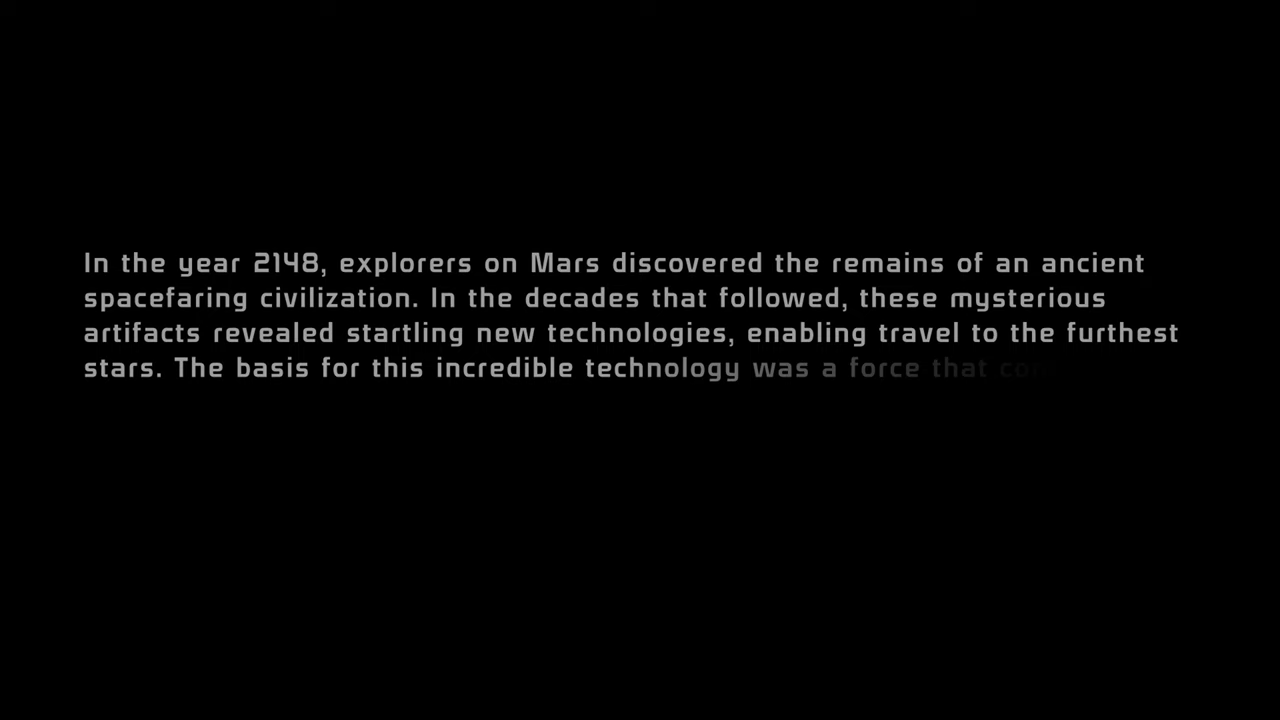 In the year 2148, explorers on Mars discovered the remains of an ancient
spacefaring civilization. In the decades that followed, these mysterious
artifacts revealed startling new technologies, enabling travel to the furthest
stars. The basis for this incredible technology was a force that